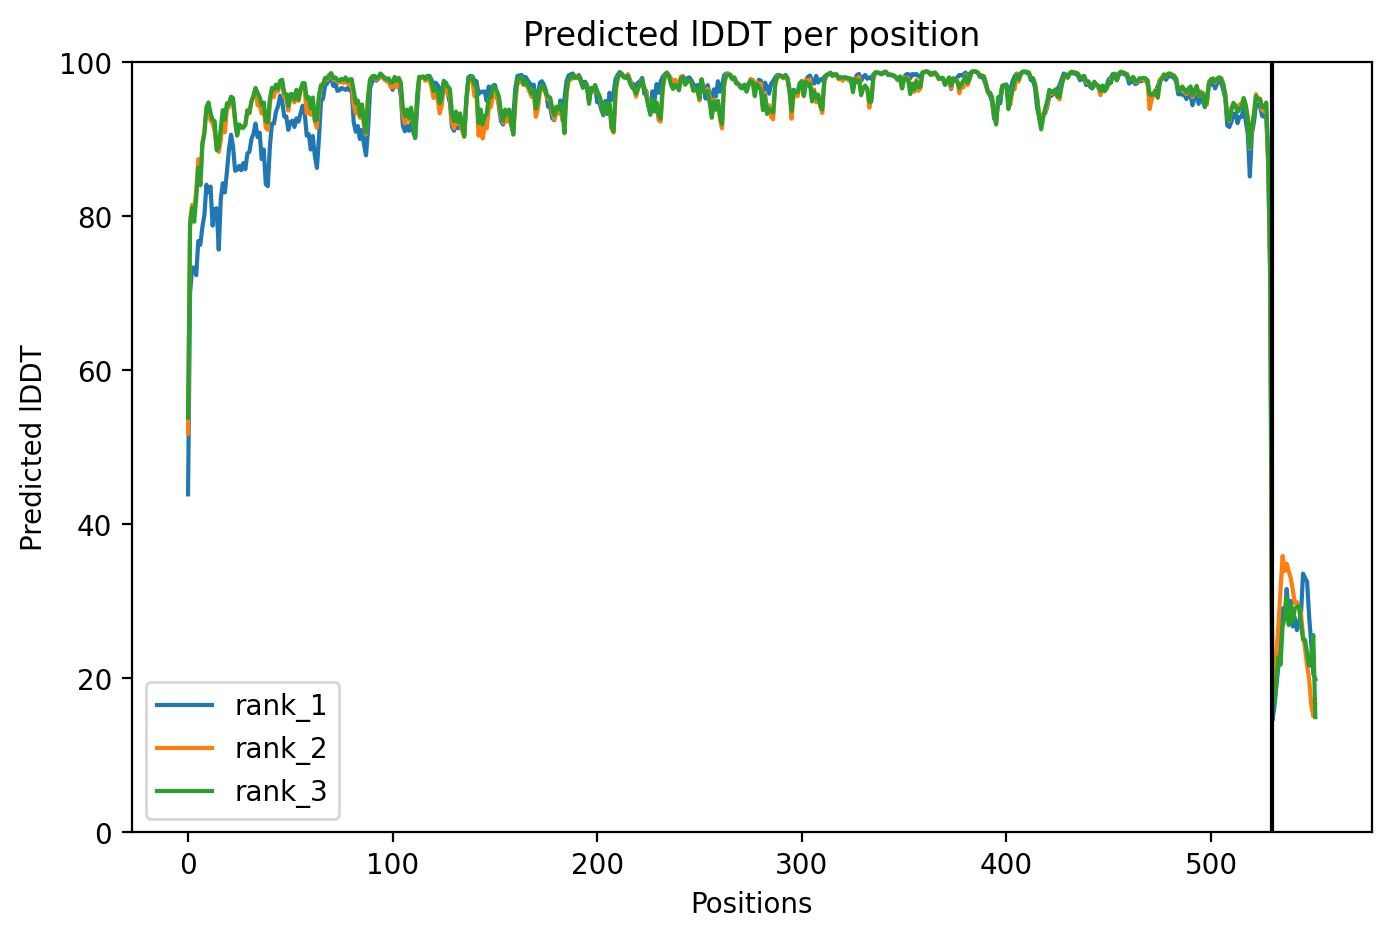 Predicted lDDT per position
Predicted lDDT
100
80
60
40
20
0
rank_1
rank_2
rank_3
0 100 200 300 400 500
Positions